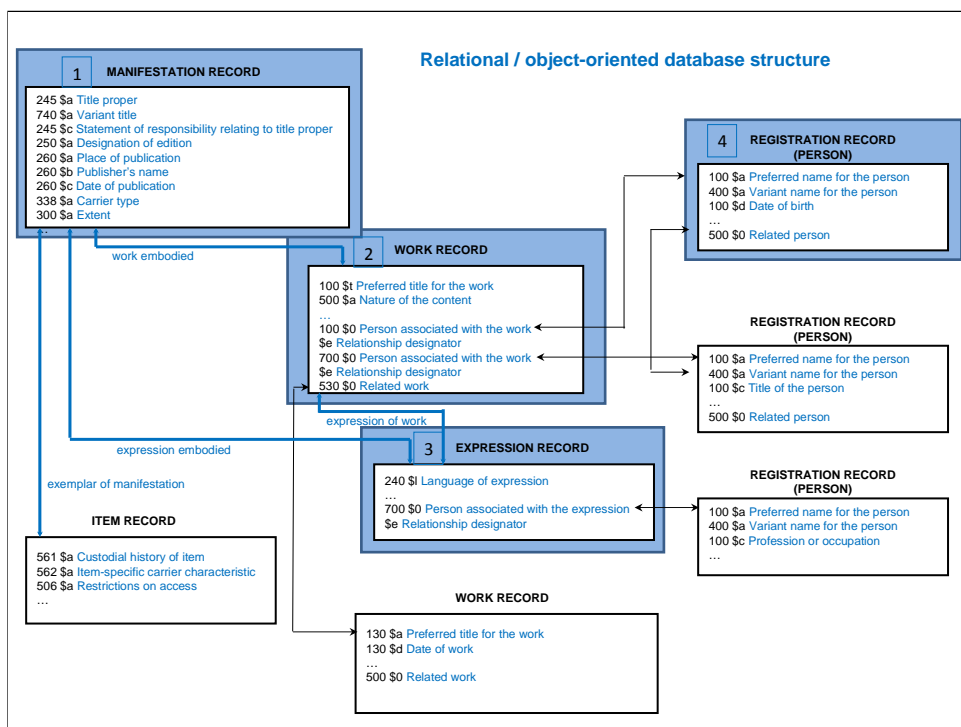 Relational / object-oriented database structure
1
MANIFESTATION RECORD
245 $a Title proper
740 $a Variant title
245 $c Statement of responsibility relating to title proper
250 $a Designation of edition
260 $a Place of publication
260 $b Publisher's name
260 $c Date of publication
338 $a Carrier type
300 $a Extent
...
work embodied
2
WORK RECORD
100 $t Preferred title for the work
500 $a Nature of the content
…
100 $0 Person associated with the work
$e Relationship designator
700 $0 Person associated with the work
$e Relationship designator
530 $0 Related work
expression of work
expression embodied
3
EXPRESSION RECORD
240 $l Language of expression
…
700 $0 Person associated with the expression
$e Relationship designator
exemplar of manifestation
ITEM RECORD
561 $a Custodial history of item
562 $a Item-specific carrier characteristic
506 $a Restrictions on access
…
WORK RECORD
130 $a Preferred title for the work
130 $d Date of work
…
500 $0 Related work
4
REGISTRATION RECORD
(PERSON)
100 $a Preferred name for the person
400 $a Variant name for the person
100 $d Date of birth
…
500 $0 Related person
REGISTRATION RECORD
(PERSON)
100 $a Preferred name for the person
400 $a Variant name for the person
100 $c Title of the person
…
500 $0 Related person
REGISTRATION RECORD
(PERSON)
100 $a Preferred name for the person
400 $a Variant name for the person
100 $c Profession or occupation
…